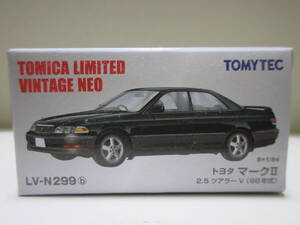 TOMICA LIMITED
VINTAGE NEO
TOMYTEC
S=1/64
トヨタ マークII
2.5 ツアラーV (98年式)
LV-N299 ⓑ